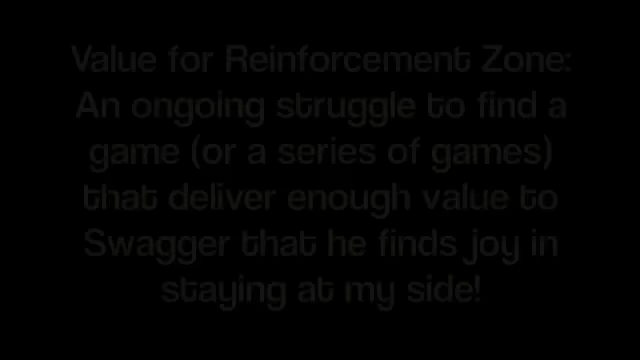 Value for Reinforcement Zone:
An ongoing struggle to find a
game (or a series of games)
that deliver enough value to
Swagger that he finds joy in
staying at my side!